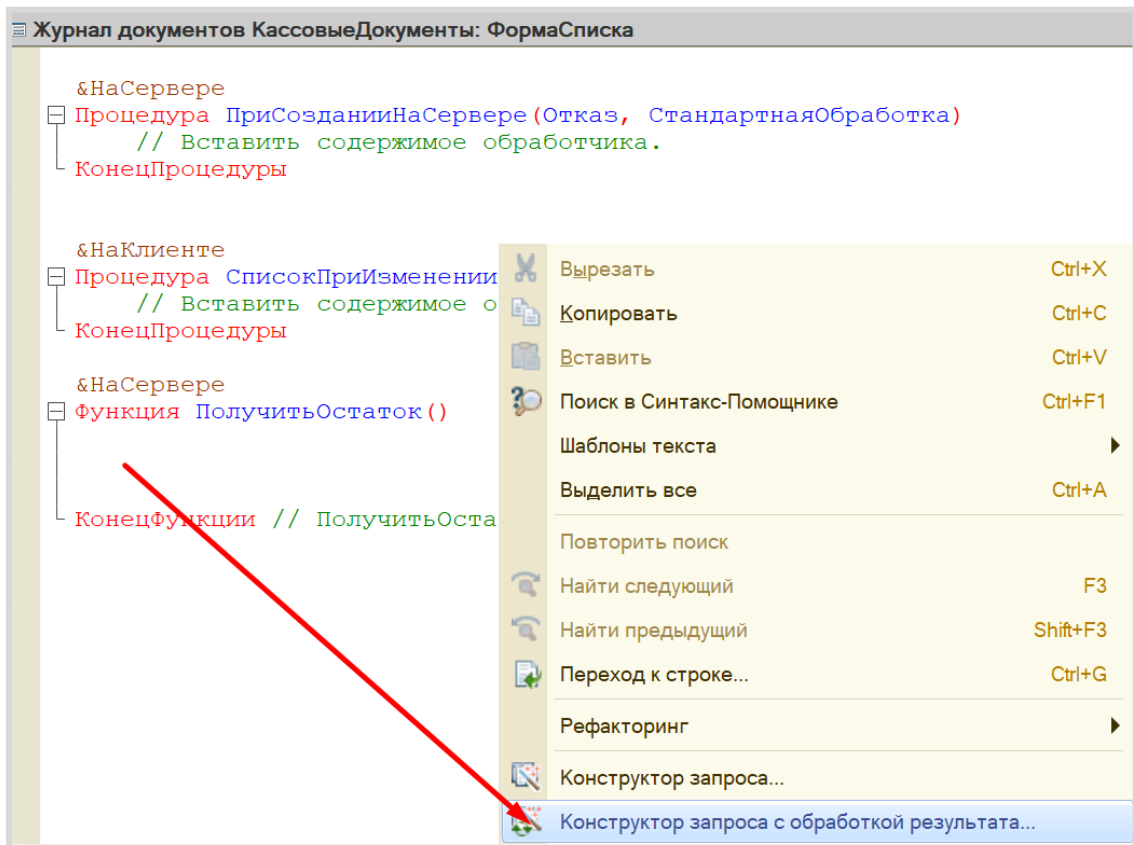 Журнал документов КассовыеДокументы: ФормаСписка
&НаСервере
Процедура ПриСозданииНаСервере(Отказ, СтандартнаяОбработка)
// Вставить содержимое обработчика.
КонецПроцедуры
&НаКлиенте
Процедура СписокПриИзменении
// Вставить содержимое о
КонецПроцедуры
&НаСервере
Функция ПолучитьОстаток()
КонецФункции // ПолучитьОста
Вырезать Ctrl+X
Копировать Ctrl+C
Вставить Ctrl+V
Поиск в Синтакс-Помощнике Ctrl+F1
Шаблоны текста
Выделить все Ctrl+A
Повторить поиск
Найти следующий F3
Найти предыдущий Shift+F3
Переход к строке... Ctrl+G
Рефакторинг
Конструктор запроса...
Конструктор запроса с обработкой результата...